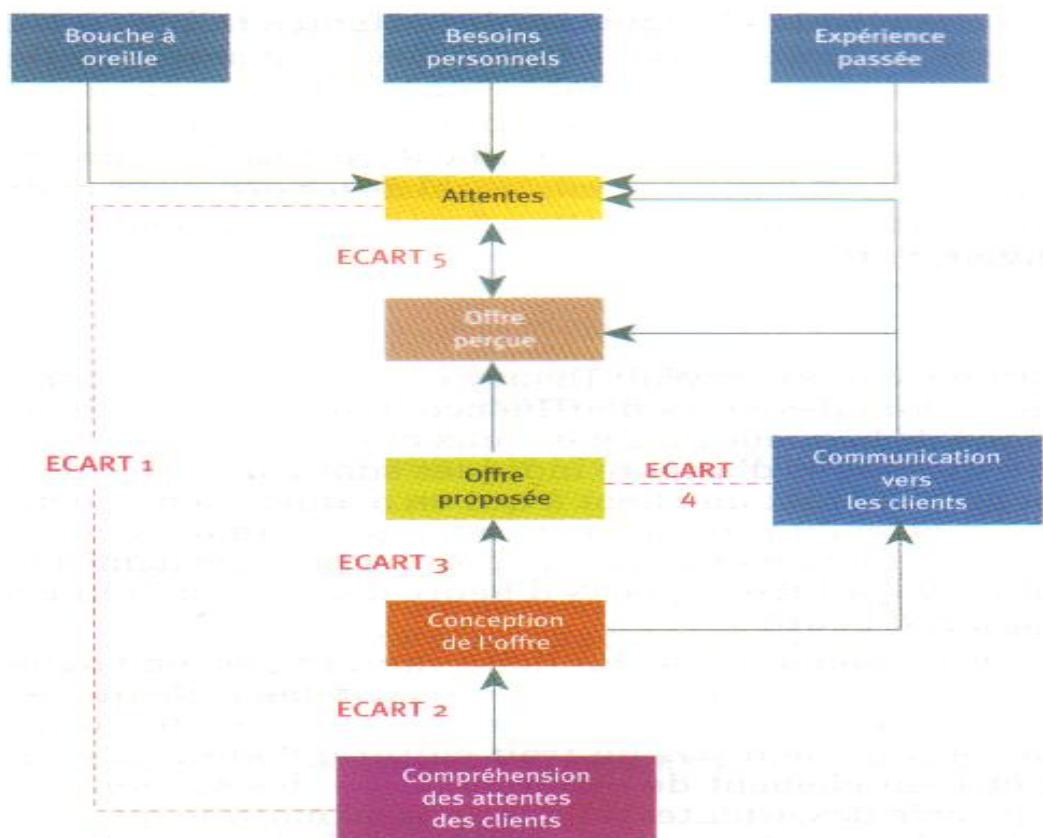 Bouche à
oreille
Besoins
personnels
Expérience
passée
Attentes
ECART 5
Offre
perçue
ECART 1
Offre
proposée
ECART
4
Communication
vers
les clients
ECART 3
Conception
de l'offre
ECART 2
Compréhension
des attentes
des clients